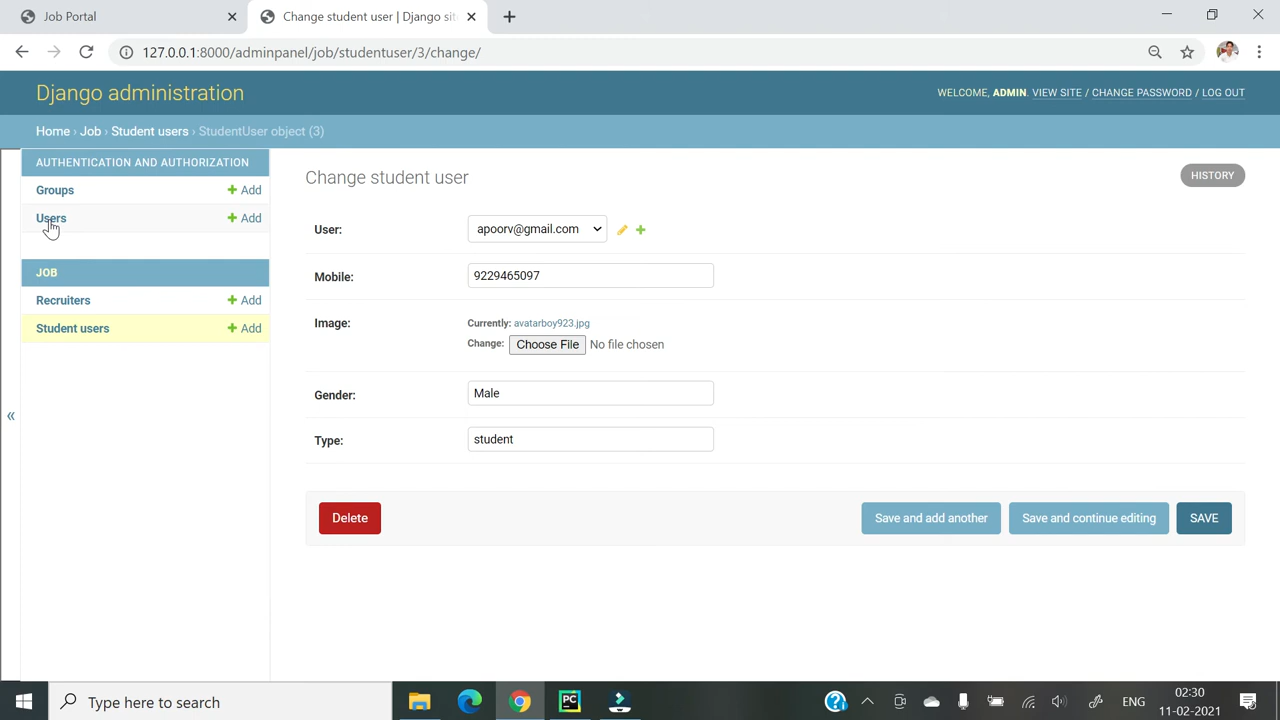 Job Portal
Change student user | Django sit
127.0.0.1:8000/adminpanel/job/studentuser/3/change/
Django administration
WELCOME, ADMIN. VIEW SITE / CHANGE PASSWORD / LOG OUT
Home › Job › Student users › StudentUser object (3)
AUTHENTICATION AND AUTHORIZATION
Groups + Add
Users + Add
JOB
Recruiters + Add
Student users + Add
«
Change student user
HISTORY
User: apoorv@gmail.com
Mobile: 9229465097
Image: Currently: avatarboy923.jpg
Change: Choose File No file chosen
Gender: Male
Type: student
Delete Save and add another Save and continue editing SAVE
Type here to search
PC
ENG
02:30
11-02-2021